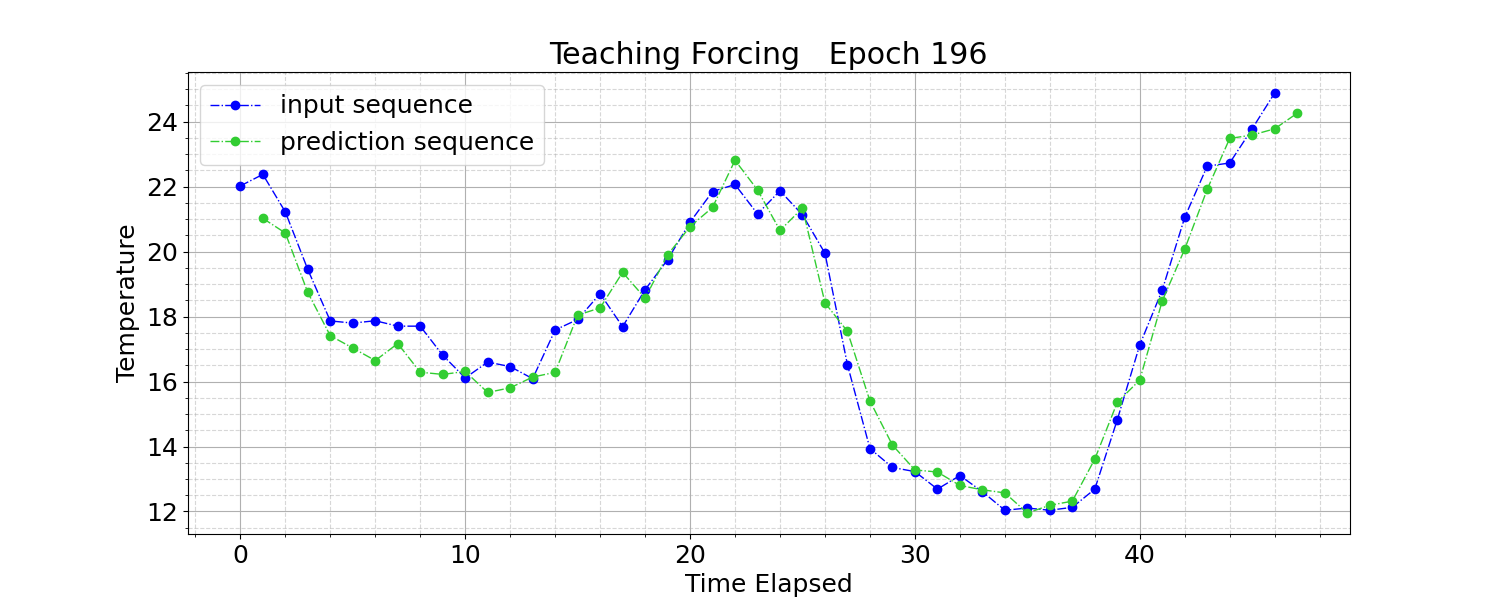 Teaching Forcing   Epoch 196
input sequence
prediction sequence
Temperature
24
22
20
18
16
14
12
0 10 20 30 40
Time Elapsed